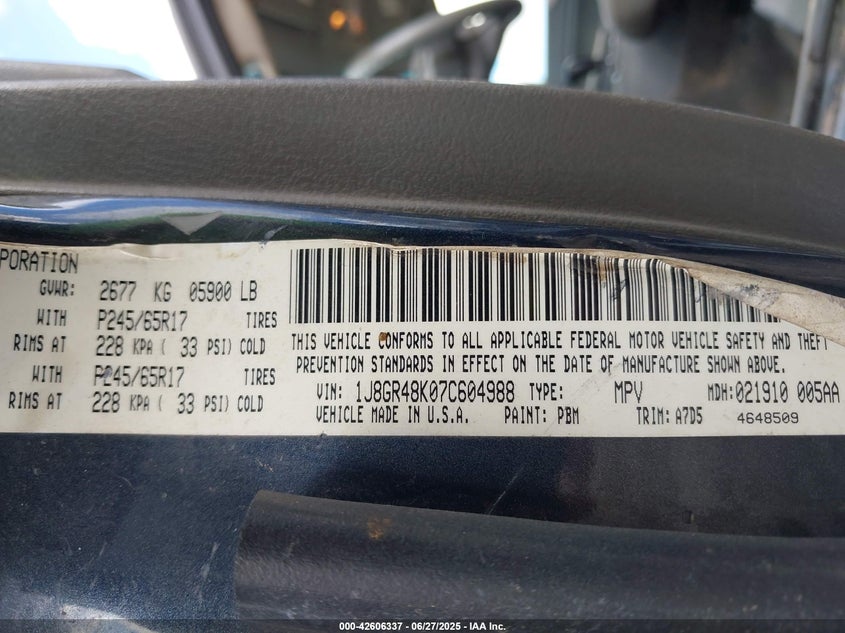 PORATION
GVWR: 2677 KG 05900 LB
WITH P245/65R17 TIRES
RIMS AT 228 KPA ( 33 PSI) COLD
WITH P245/65R17 TIRES
RIMS AT 228 KPA ( 33 PSI) COLD
THIS VEHICLE CONFORMS TO ALL APPLICABLE FEDERAL MOTOR VEHICLE SAFETY AND THEFT
PREVENTION STANDARDS IN EFFECT ON THE DATE OF MANUFACTURE SHOWN ABOVE.
VIN: 1J8GR48K07C604988 TYPE: MPV MDH:021910 005AA
VEHICLE MADE IN U.S.A. PAINT: PBM TRIM: A7D5 4648509
000-42606337 - 06/27/2025 - IAA Inc.